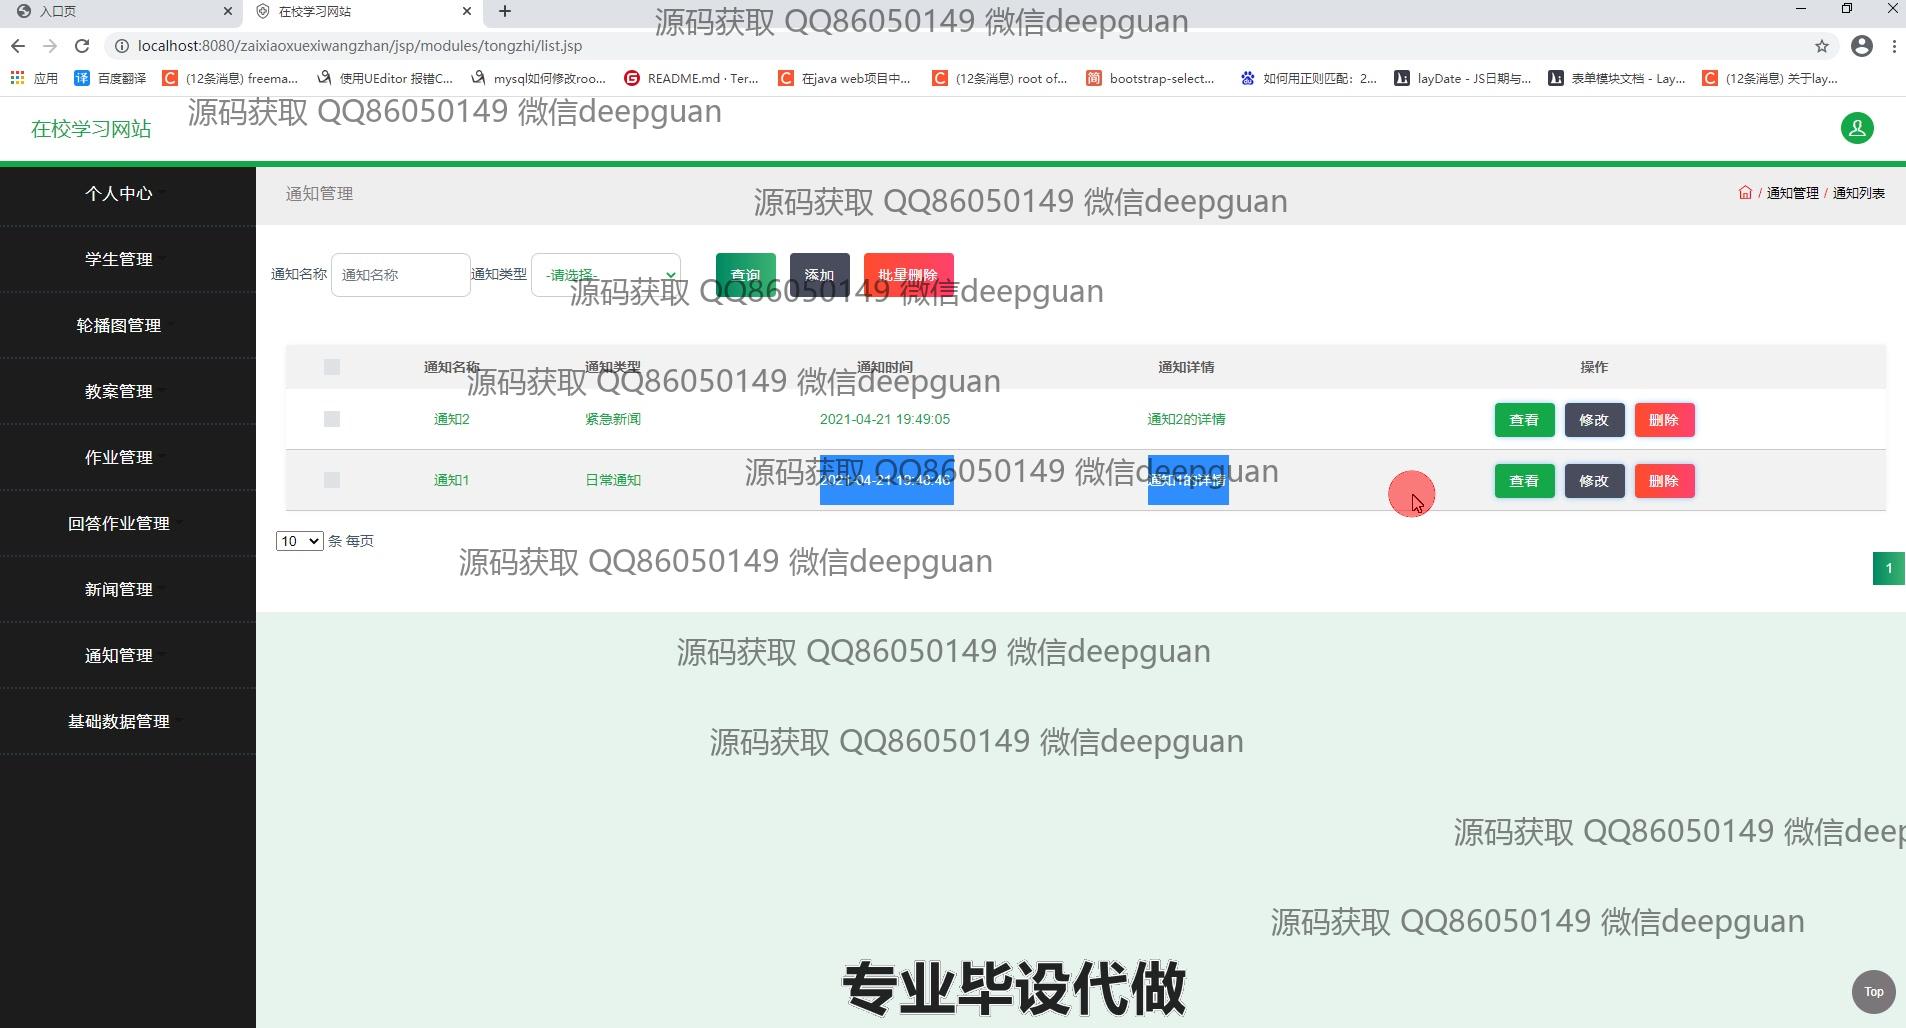 入口页
在校学习网站
源码获取 QQ86050149 微信deepguan
localhost:8080/zaixiaoxuexiwangzhan/jsp/modules/tongzhi/list.jsp
应用
百度翻译
(12条消息) freema...
使用UEditor 报错C...
mysql如何修改roo...
README.md · Ter...
在java web项目中...
(12条消息) root of...
bootstrap-select...
如何用正则匹配：2...
layDate - JS日期与...
表单模块文档 - Lay...
(12条消息) 关于lay...
源码获取 QQ86050149 微信deepguan
在校学习网站
个人中心
学生管理
轮播图管理
教案管理
作业管理
回答作业管理
新闻管理
通知管理
基础数据管理
通知管理
源码获取 QQ86050149 微信deepguan
/ 通知管理 / 通知列表
通知名称 通知名称 通知类型 -请选择- 查询 添加 批量删除
源码获取 QQ86050149 微信deepguan
通知名称 通知类型 通知时间 通知详情 操作
源码获取 QQ86050149 微信deepguan
通知2 紧急新闻 2021-04-21 19:49:05 通知2的详情 查看 修改 删除
通知1 日常通知 通知1的详情 查看 修改 删除
源码获取 QQ86050149 微信deepguan
10 条 每页
源码获取 QQ86050149 微信deepguan
1
源码获取 QQ86050149 微信deepguan
源码获取 QQ86050149 微信deepguan
源码获取 QQ86050149 微信deep
源码获取 QQ86050149 微信deepguan
专业毕设代做
Top